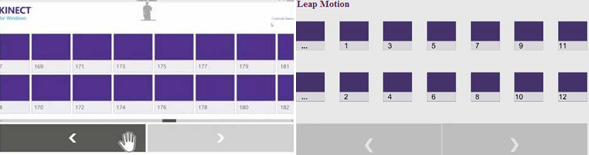 KINECT
for Windows
7 169 171 173 175 177 179 181
170 172 174 176 178 180 182
<
>
Leap Motion
... 1 3 5 7 9 11
... 2 4 6 8 10 12
<
>